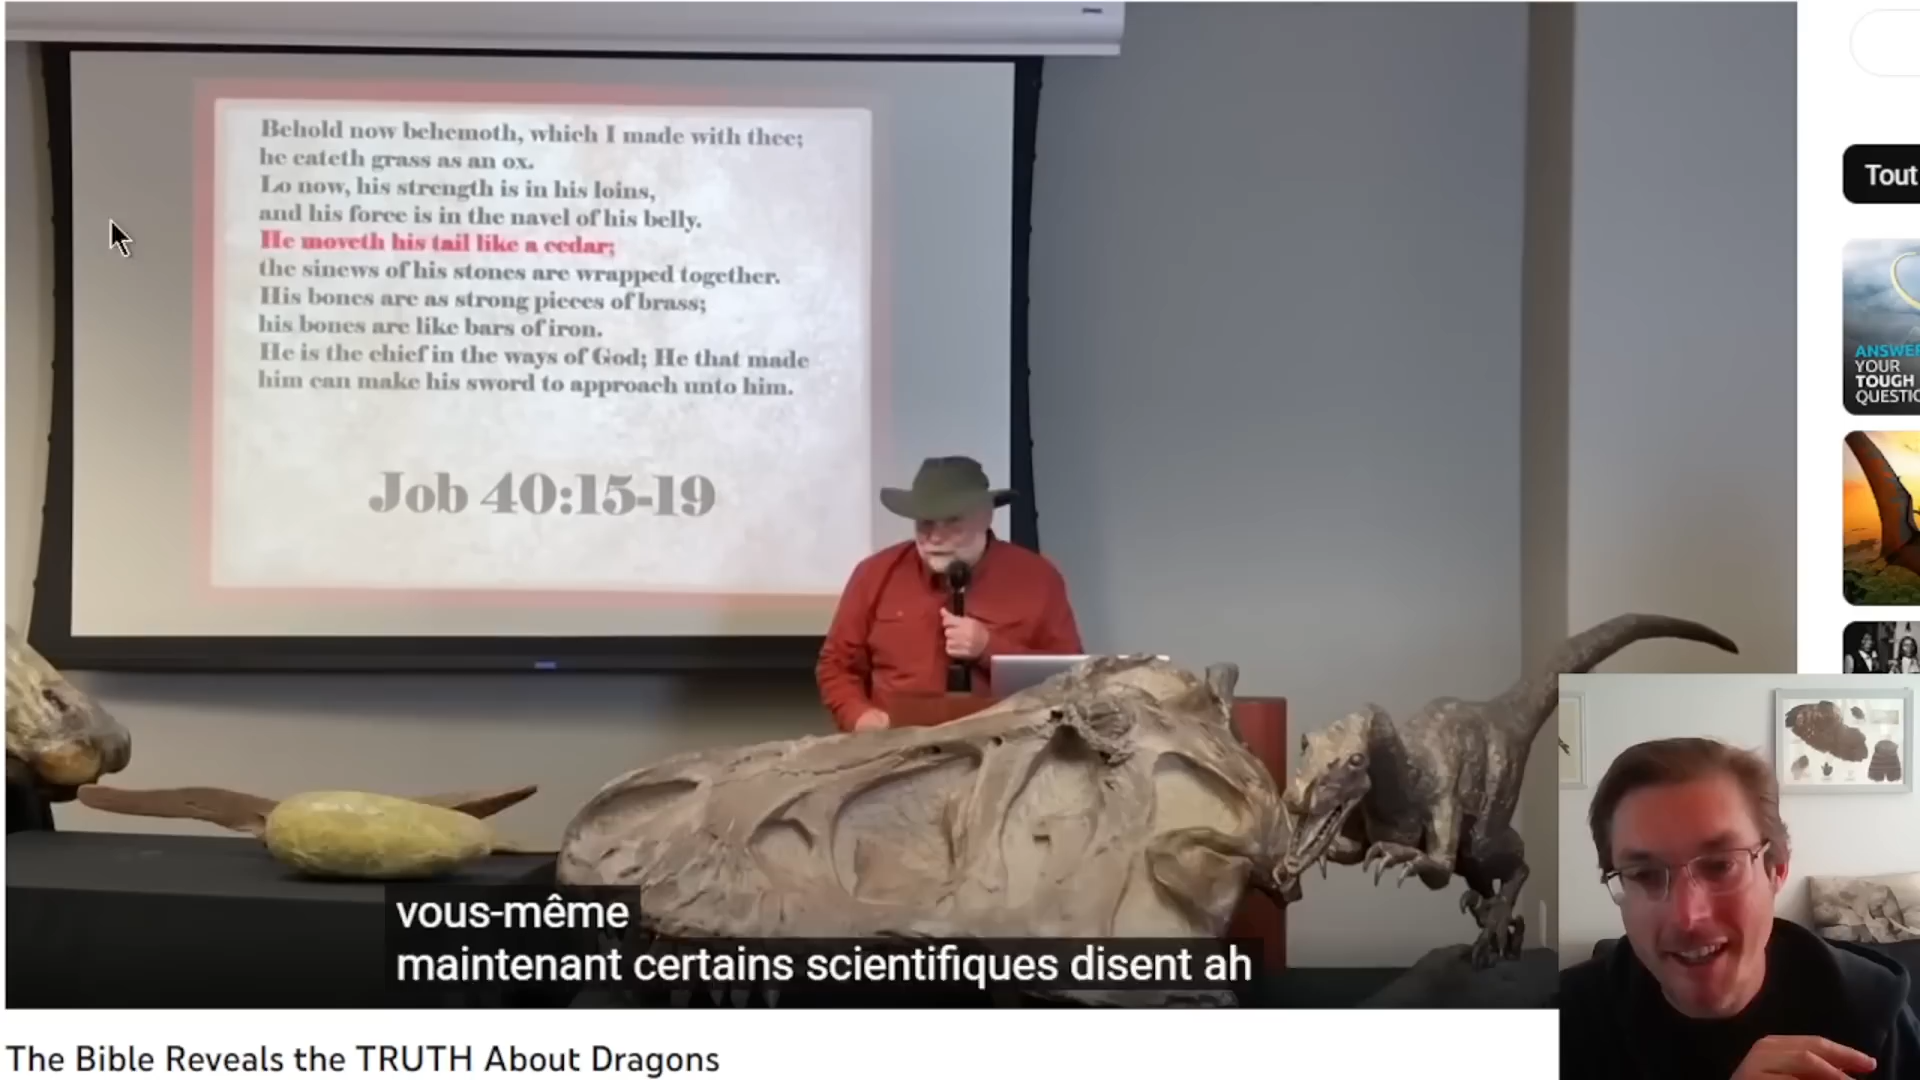 Behold now behemoth, which I made with thee;
he eateth grass as an ox.
Lo now, his strength is in his loins,
and his force is in the navel of his belly.
He moveth his tail like a cedar;
the sinews of his stones are wrapped together.
His bones are as strong pieces of brass;
his bones are like bars of iron.
He is the chief in the ways of God; He that made
him can make his sword to approach unto him.
Job 40:15-19
vous-même
maintenant certains scientifiques disent ah
The Bible Reveals the TRUTH About Dragons
Tout
YOUR
TOUGH